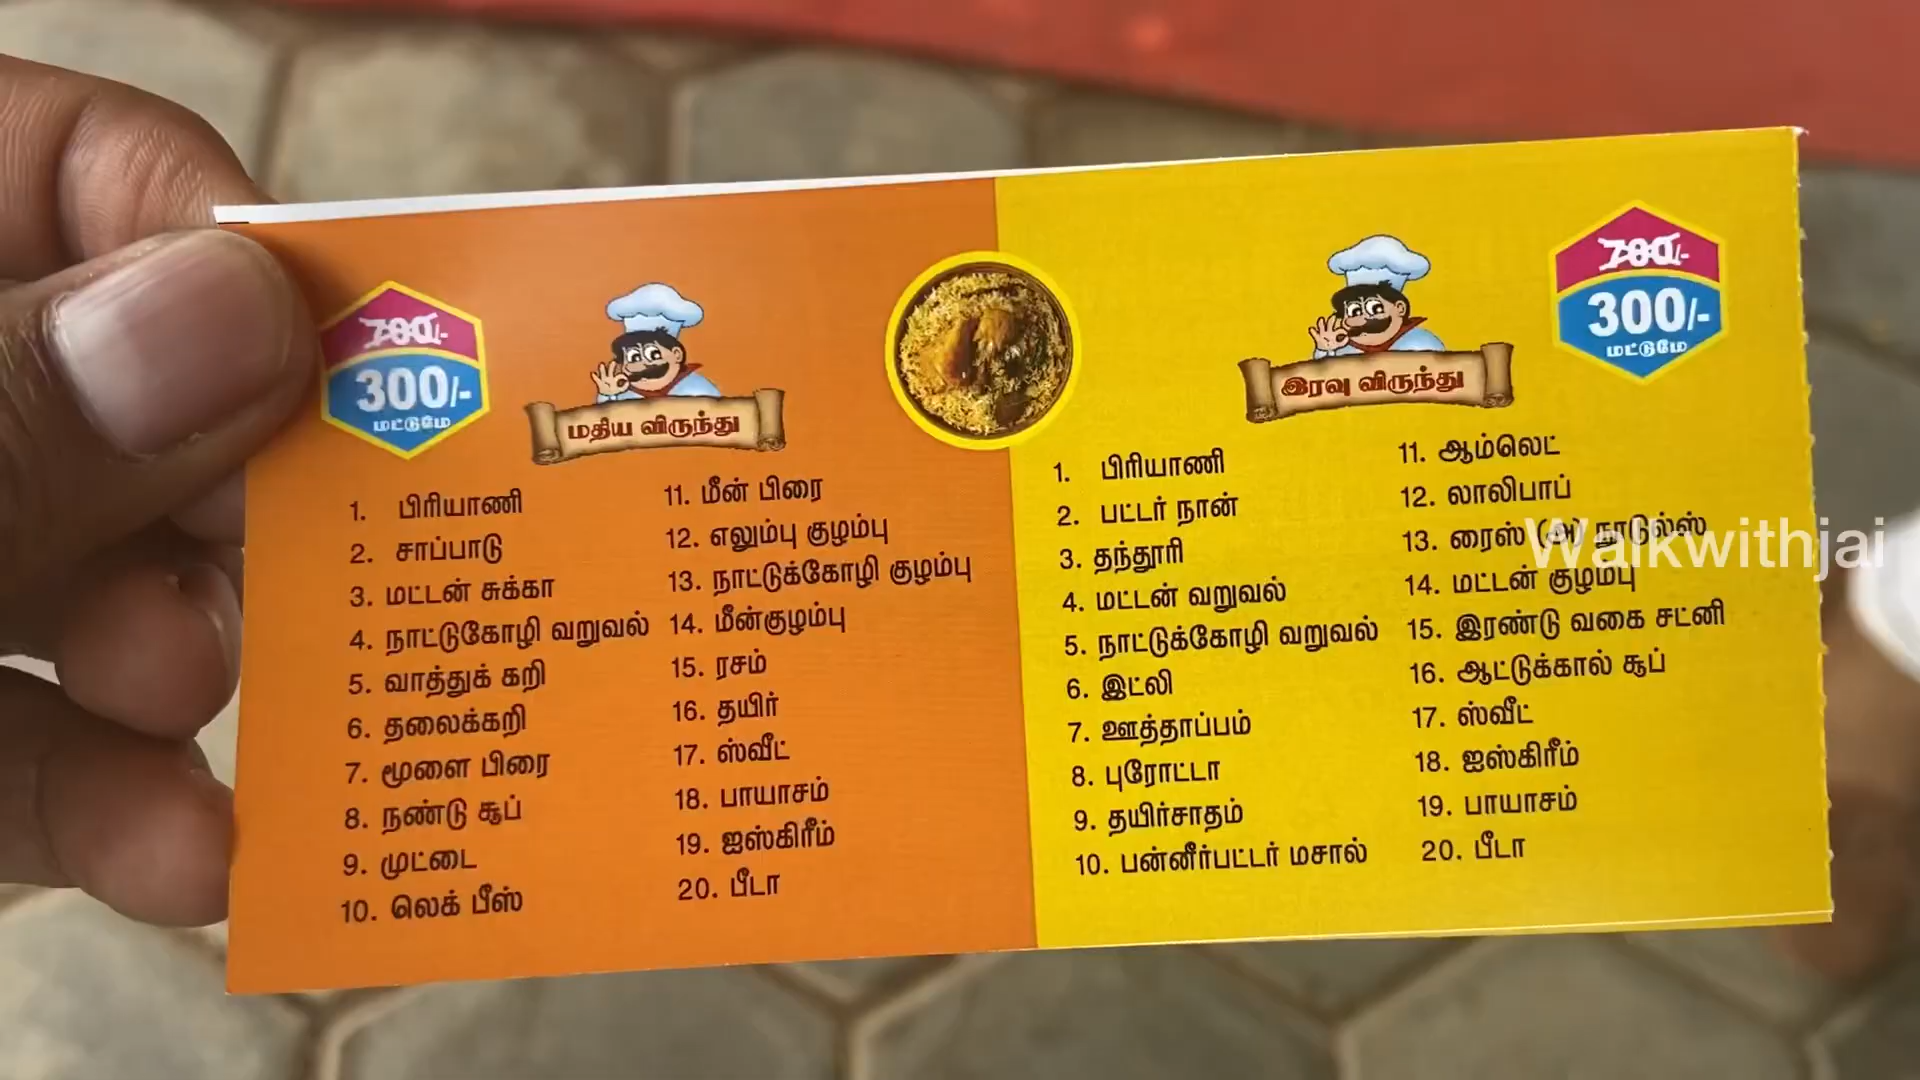 700/-
300/-
மட்டுமே
மதிய விருந்து
1. பிரியாணி
2. சாப்பாடு
3. மட்டன் சுக்கா
4. நாட்டுகோழி வறுவல்
5. வாத்துக் கறி
6. தலைக்கறி
7. மூளை பிரை
8. நண்டு சூப்
9. முட்டை
10. லெக் பீஸ்
11. மீன் பிரை
12. எலும்பு குழம்பு
13. நாட்டுக்கோழி குழம்பு
14. மீன்குழம்பு
15. ரசம்
16. தயிர்
17. ஸ்வீட்
18. பாயாசம்
19. ஐஸ்கிரீம்
20. பீடா
700/-
300/-
மட்டுமே
இரவு விருந்து
1. பிரியாணி
2. பட்டர் நான்
3. தந்தூரி
4. மட்டன் வறுவல்
5. நாட்டுக்கோழி வறுவல்
6. இட்லி
7. ஊத்தாப்பம்
8. புரோட்டா
9. தயிர்சாதம்
10. பன்னீர்பட்டர் மசால்
11. ஆம்லெட்
12. லாலிபாப்
13. ரைஸ் (அ) நூடுல்ஸ்
14. மட்டன் குழம்பு
15. இரண்டு வகை சட்னி
16. ஆட்டுக்கால் சூப்
17. ஸ்வீட்
18. ஐஸ்கிரீம்
19. பாயாசம்
20. பீடா
Walkwithjai